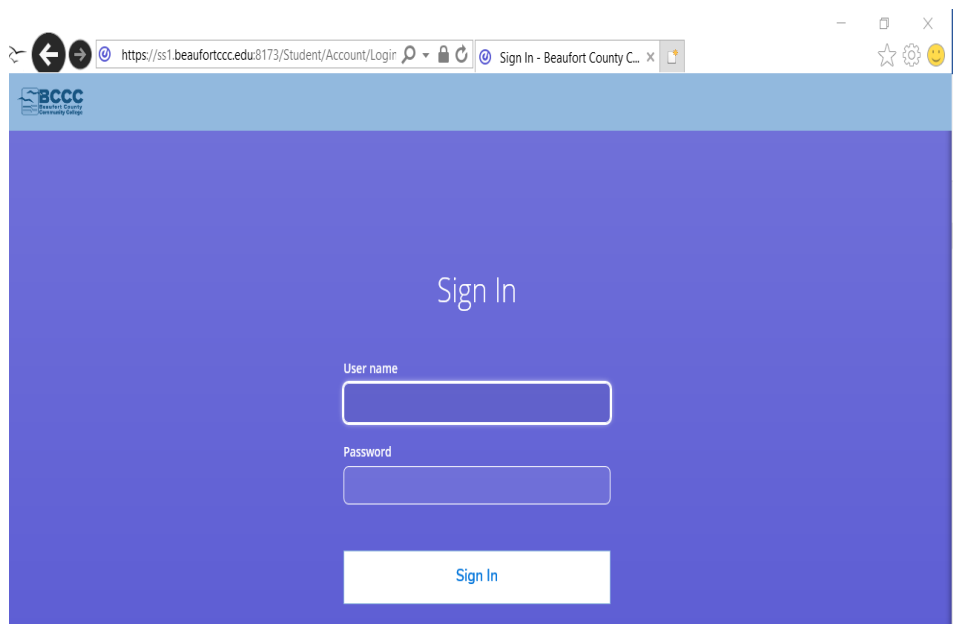 https://ss1.beaufortccc.edu:8173/Student/Account/Login
Sign In - Beaufort County C...
BCCC
Beaufort County
Community College
Sign In
User name
Password
Sign In